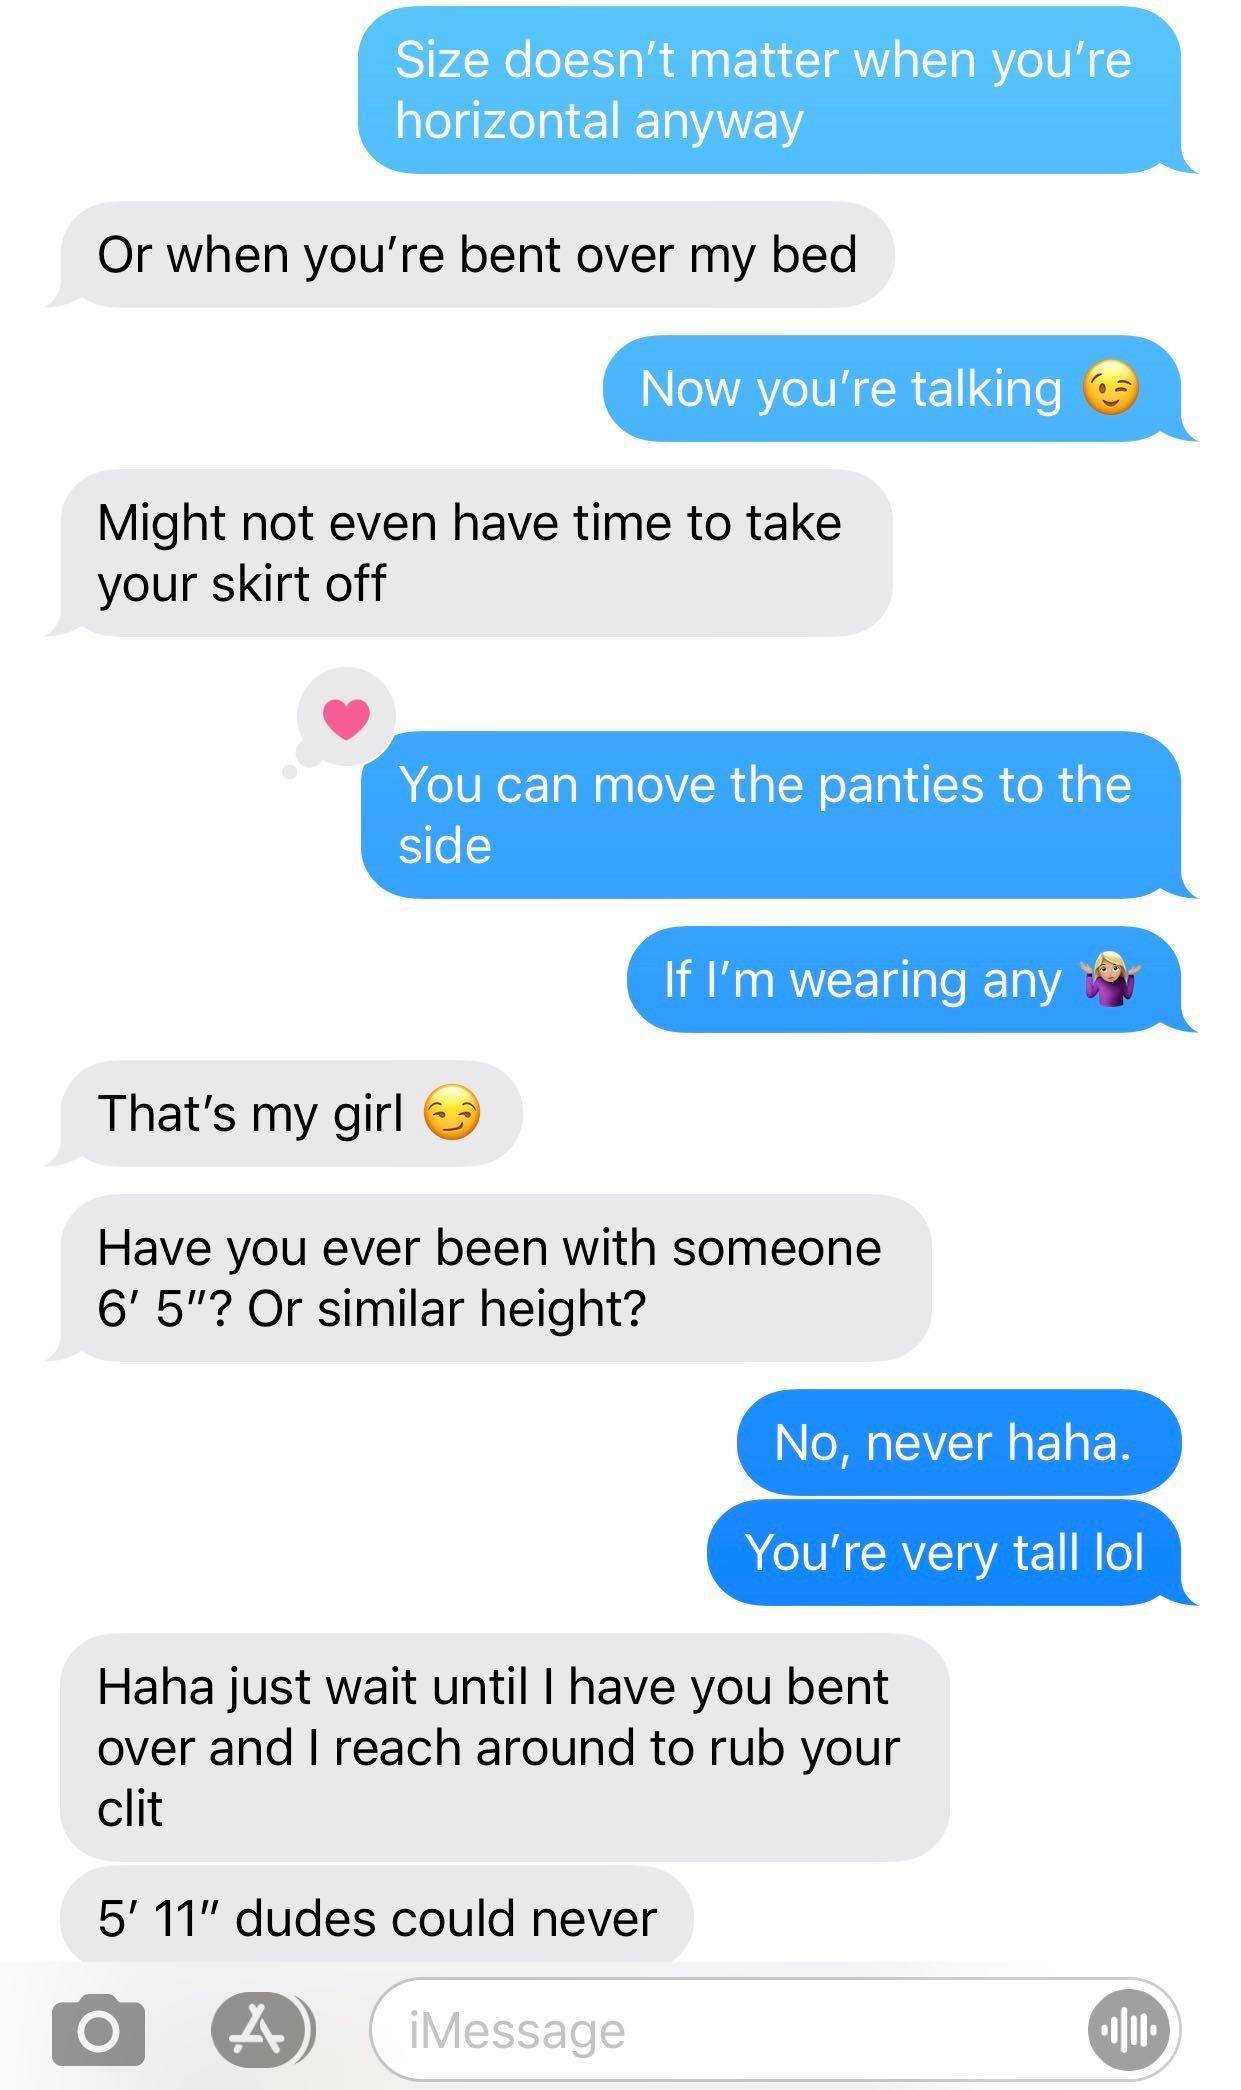 Size doesn’t matter when you’re
horizontal anyway
Or when you’re bent over my bed
Now you’re talking 😉
Might not even have time to take
your skirt off
You can move the panties to the
side
If I’m wearing any 🤷🏼‍♀️
That’s my girl 😏
Have you ever been with someone
6’ 5”? Or similar height?
No, never haha.
You’re very tall lol
Haha just wait until I have you bent
over and I reach around to rub your
clit
5’ 11” dudes could never
iMessage